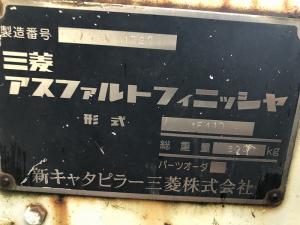 製造番号
三菱
アスファルトフィニッシャ
形式
総重量 kg
パーツオーダ
新キャタピラー三菱株式会社